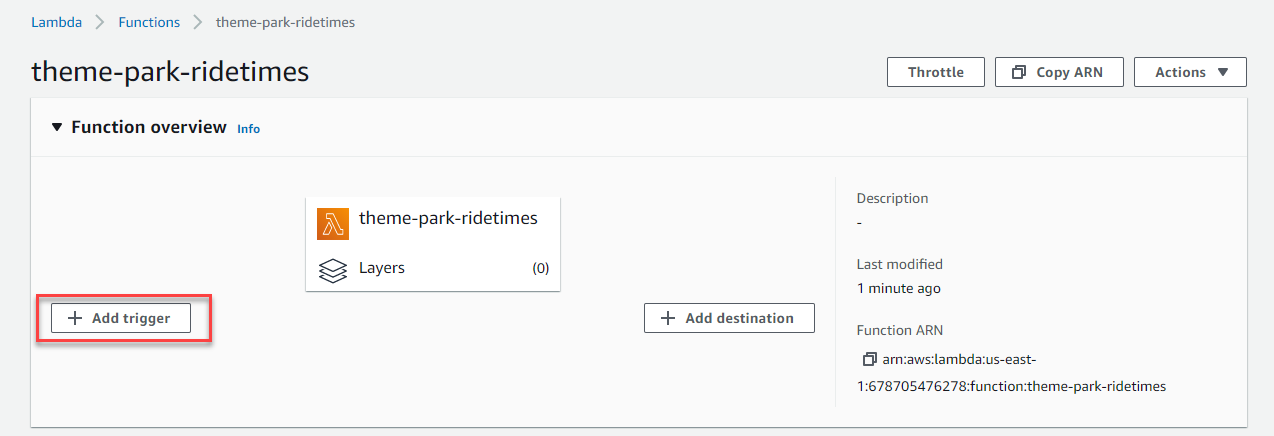 Lambda > Functions > theme-park-ridetimes
theme-park-ridetimes
Throttle
Copy ARN
Actions
Function overview Info
theme-park-ridetimes
Layers (0)
+ Add trigger
+ Add destination
Description
-
Last modified
1 minute ago
Function ARN
arn:aws:lambda:us-east-
1:678705476278:function:theme-park-ridetimes